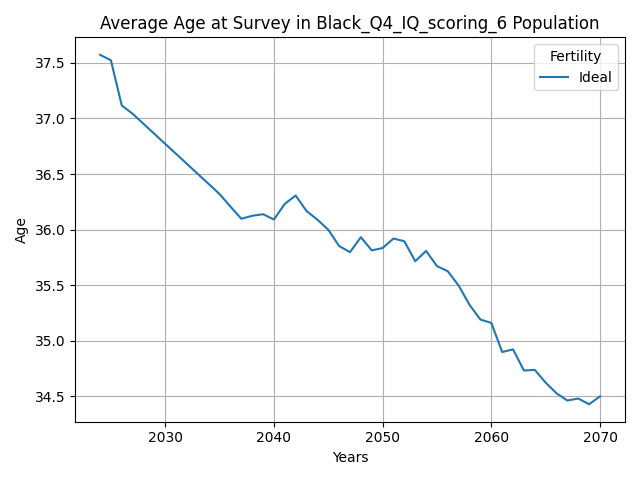 Average Age at Survey in Black_Q4_IQ_scoring_6 Population
Fertility
Ideal
37.5
37.0
36.5
36.0
35.5
35.0
34.5
Age
2030 2040 2050 2060 2070
Years